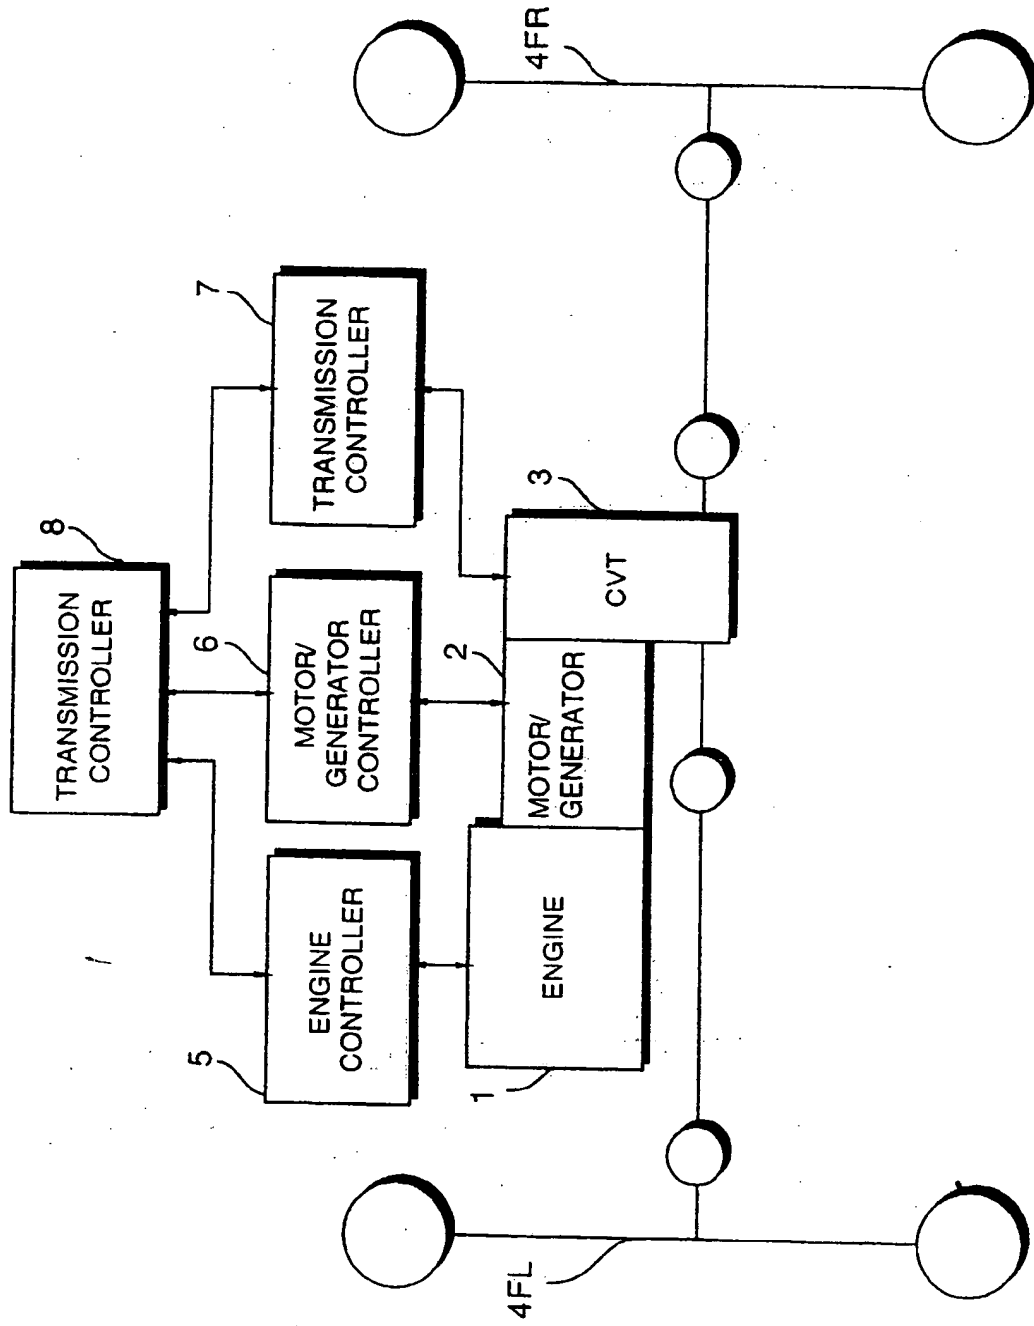 8
TRANSMISSION
CONTROLLER
5
ENGINE
CONTROLLER
6
MOTOR/
GENERATOR
CONTROLLER
7
TRANSMISSION
CONTROLLER
1
ENGINE
2
MOTOR/
GENERATOR
3
CVT
4FL
4FR